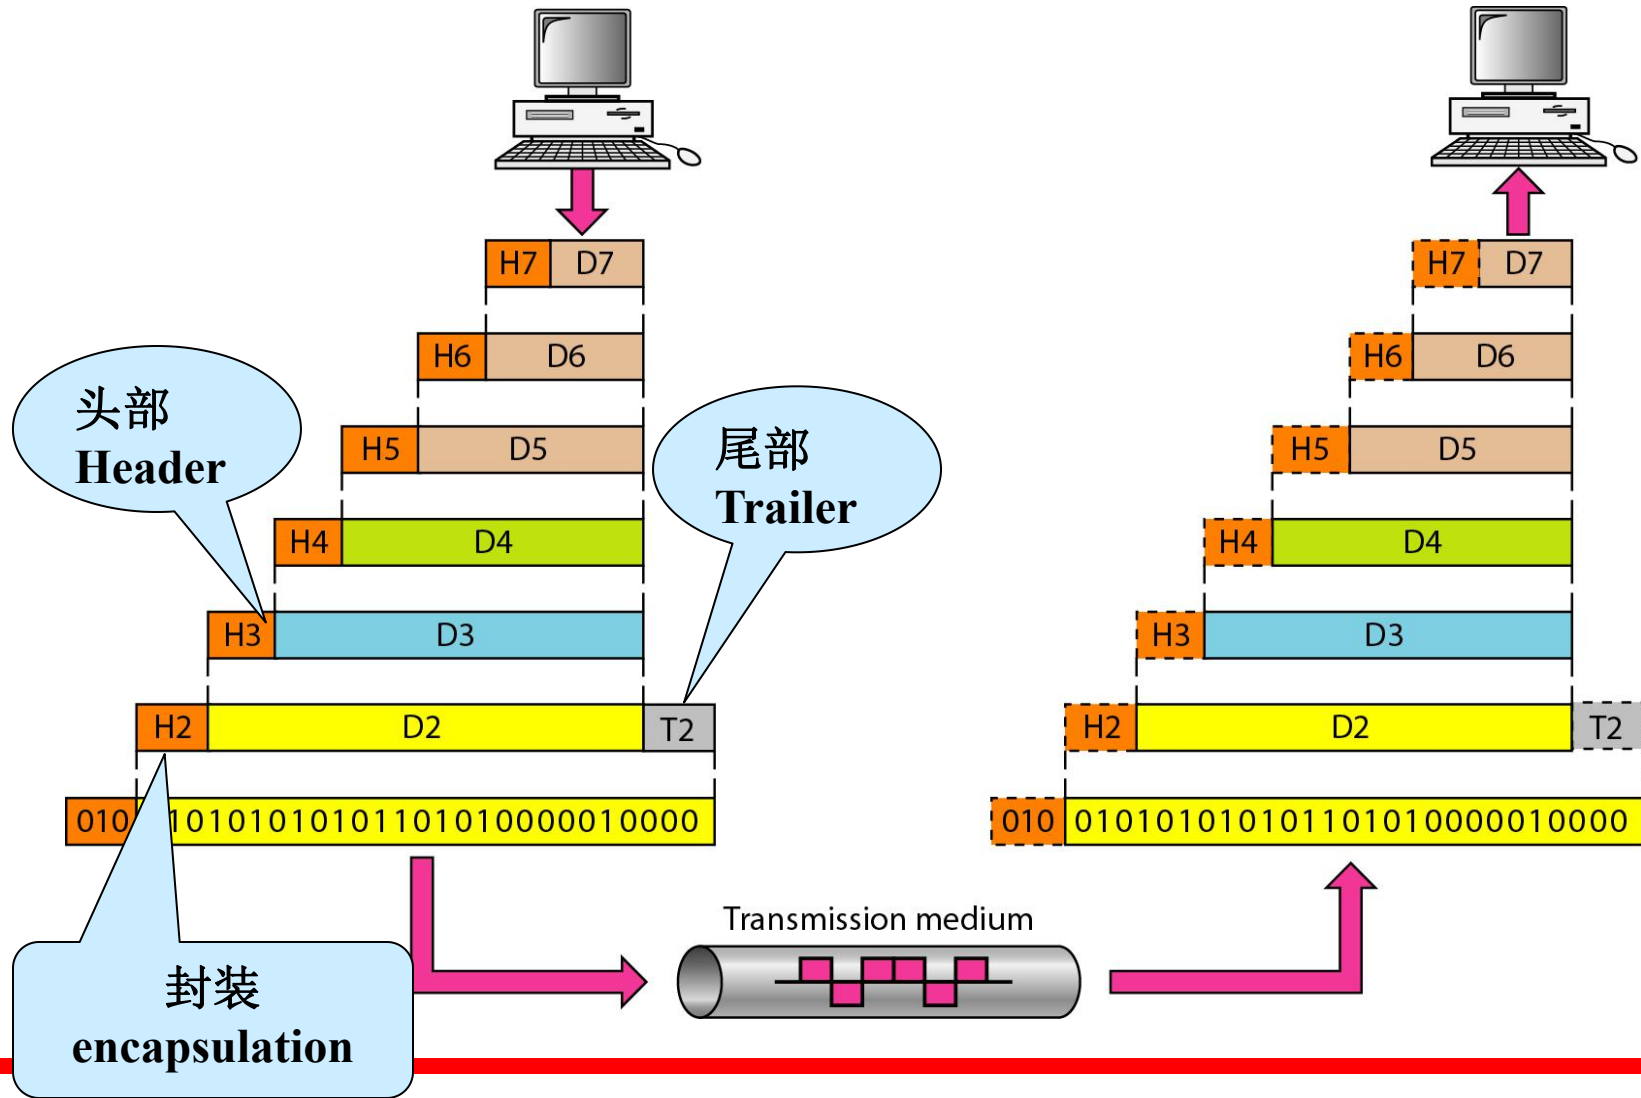 H7 D7
H7 D7
H6 D6
H6 D6
头部
Header
尾部
Trailer
H5 D5
H5 D5
H4 D4
H4 D4
H3 D3
H3 D3
H2 D2 T2
H2 D2 T2
010 10101010101101010000010000
010 010101010101101010000010000
Transmission medium
封装
encapsulation